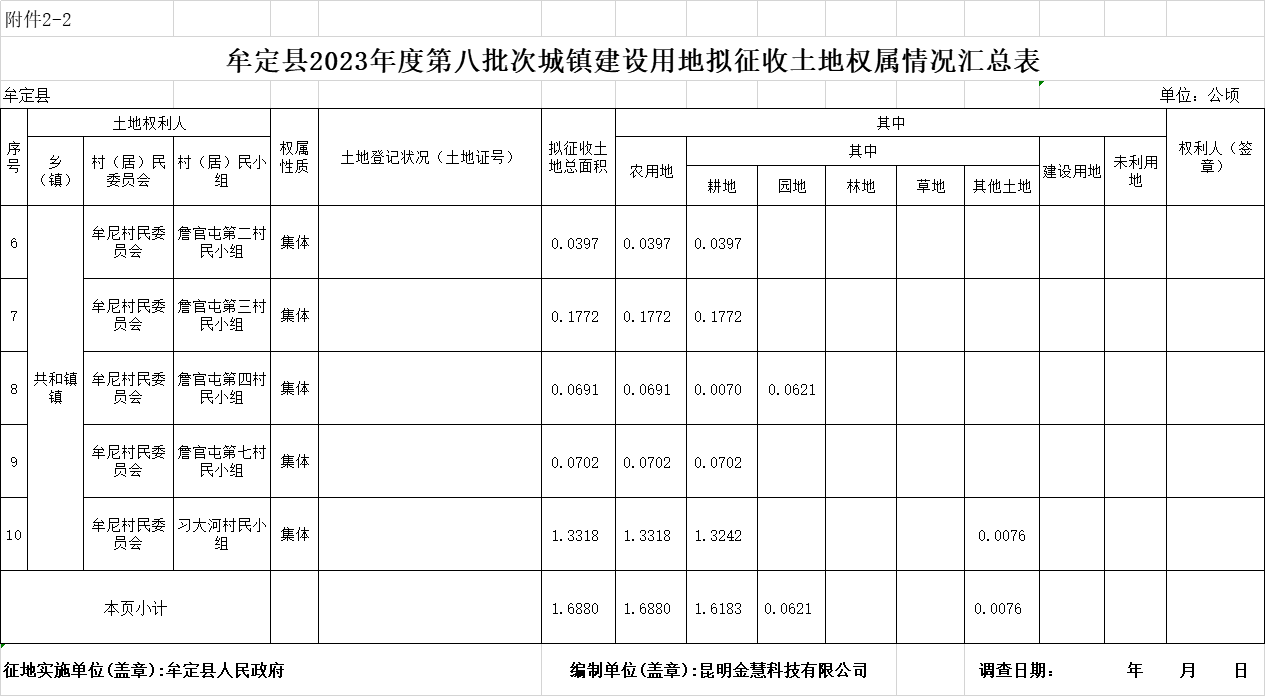 附件2-2
牟定县2023年度第八批次城镇建设用地拟征收土地权属情况汇总表
牟定县 单位：公顷
序号 土地权利人 权属性质 土地登记状况（土地证号） 拟征收土地总面积 其中 权利人（签章）
乡（镇） 村（居）民委员会 村（居）民小组 农用地 其中 建设用地 未利用地
耕地 园地 林地 草地 其他土地
共和镇镇
6 牟尼村民委员会 詹官屯第二村民小组 集体 0.0397 0.0397 0.0397
7 牟尼村民委员会 詹官屯第三村民小组 集体 0.1772 0.1772 0.1772
8 牟尼村民委员会 詹官屯第四村民小组 集体 0.0691 0.0691 0.0070 0.0621
9 牟尼村民委员会 詹官屯第七村民小组 集体 0.0702 0.0702 0.0702
10 牟尼村民委员会 习大河村民小组 集体 1.3318 1.3318 1.3242 0.0076
本页小计 1.6880 1.6880 1.6183 0.0621 0.0076
征地实施单位(盖章):牟定县人民政府 编制单位(盖章):昆明金慧科技有限公司 调查日期： 年 月 日